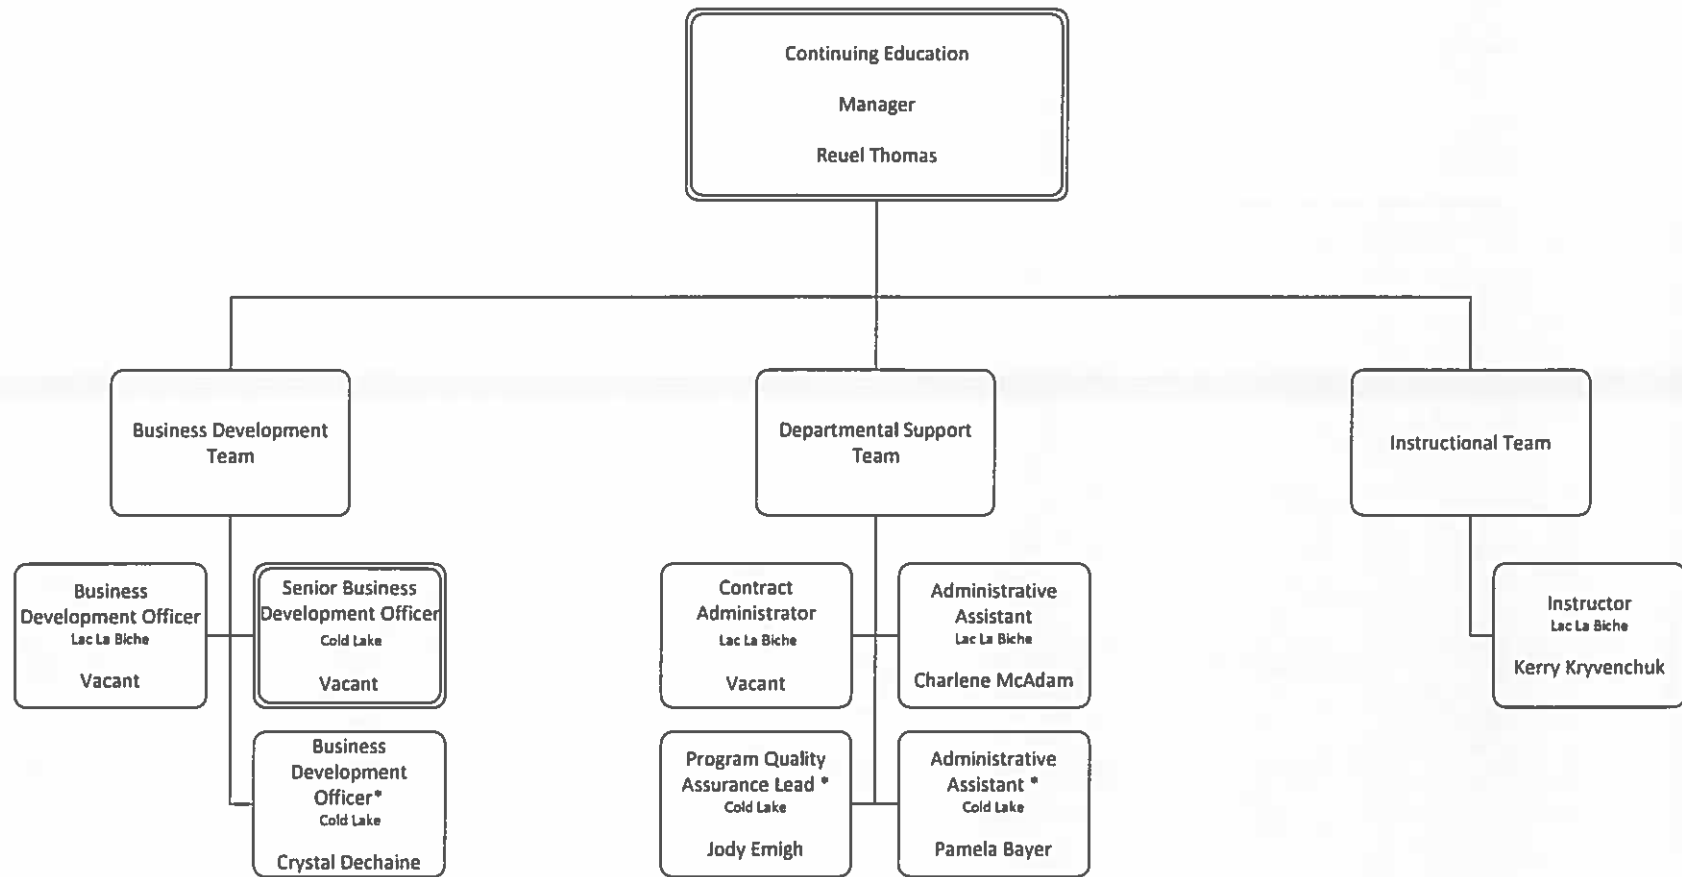 Continuing Education
Manager
Reuel Thomas
Business Development
Team
Departmental Support
Team
Instructional Team
Business
Development Officer
Lac La Biche
Vacant
Senior Business
Development Officer
Cold Lake
Vacant
Contract
Administrator
Lac La Biche
Vacant
Administrative
Assistant
Lac La Biche
Charlene McAdam
Instructor
Lac La Biche
Kerry Kryvenchuk
Business
Development
Officer*
Cold Lake
Crystal Dechaine
Program Quality
Assurance Lead *
Cold Lake
Jody Emigh
Administrative
Assistant *
Cold Lake
Pamela Bayer